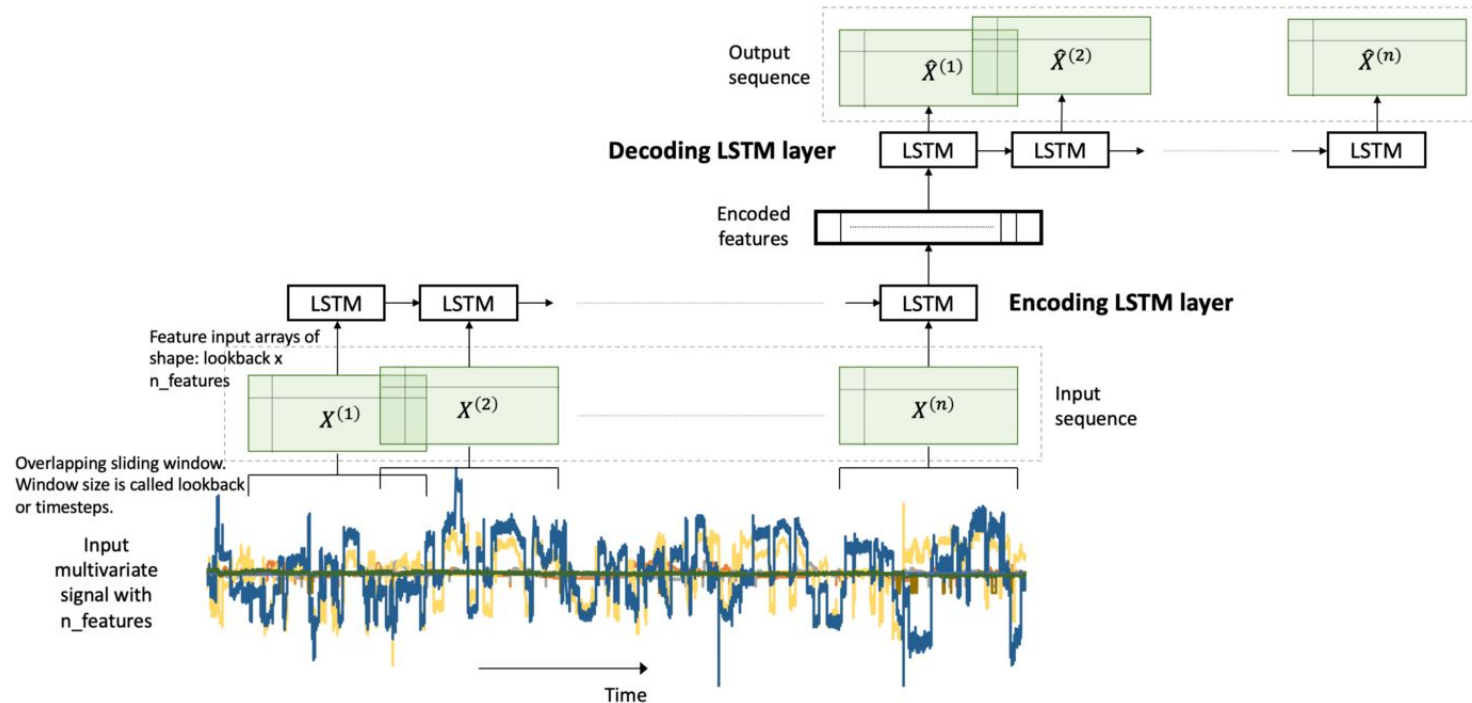 Output
sequence
X̂⁽¹⁾
X̂⁽²⁾
X̂⁽ⁿ⁾
Decoding LSTM layer
LSTM
LSTM
LSTM
Encoded
features
LSTM
LSTM
LSTM
Encoding LSTM layer
Feature input arrays of
shape: lookback x
n_features
X⁽¹⁾
X⁽²⁾
X⁽ⁿ⁾
Input
sequence
Overlapping sliding window.
Window size is called lookback
or timesteps.
Input
multivariate
signal with
n_features
Time